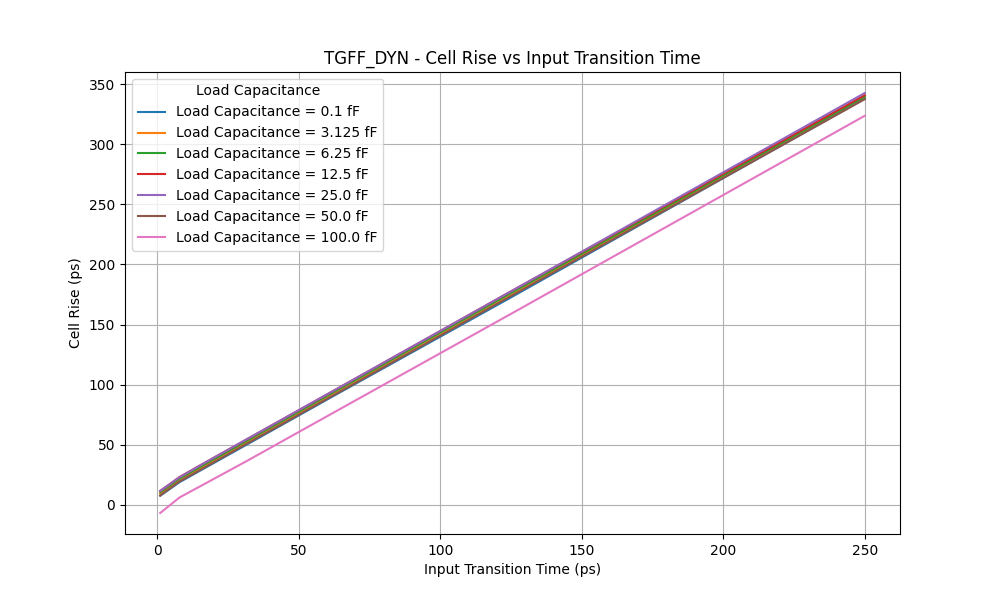 TGFF_DYN - Cell Rise vs Input Transition Time
Load Capacitance
Load Capacitance = 0.1 fF
Load Capacitance = 3.125 fF
Load Capacitance = 6.25 fF
Load Capacitance = 12.5 fF
Load Capacitance = 25.0 fF
Load Capacitance = 50.0 fF
Load Capacitance = 100.0 fF
Cell Rise (ps)
350
300
250
200
150
100
50
0
0 50 100 150 200 250
Input Transition Time (ps)